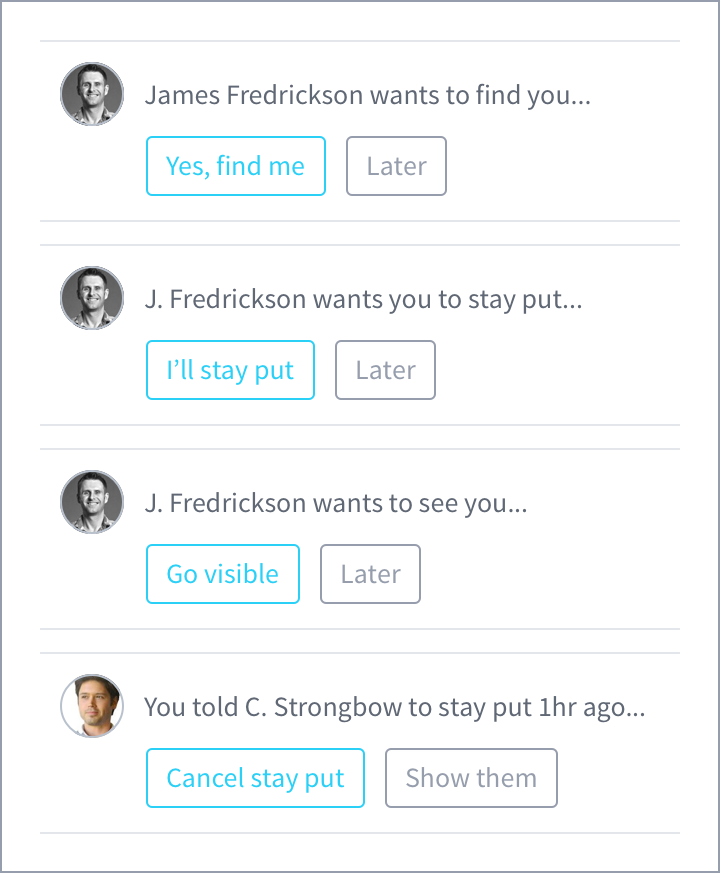 James Fredrickson wants to find you...
Yes, find me
Later
J. Fredrickson wants you to stay put...
I’ll stay put
Later
J. Fredrickson wants to see you...
Go visible
Later
You told C. Strongbow to stay put 1hr ago...
Cancel stay put
Show them